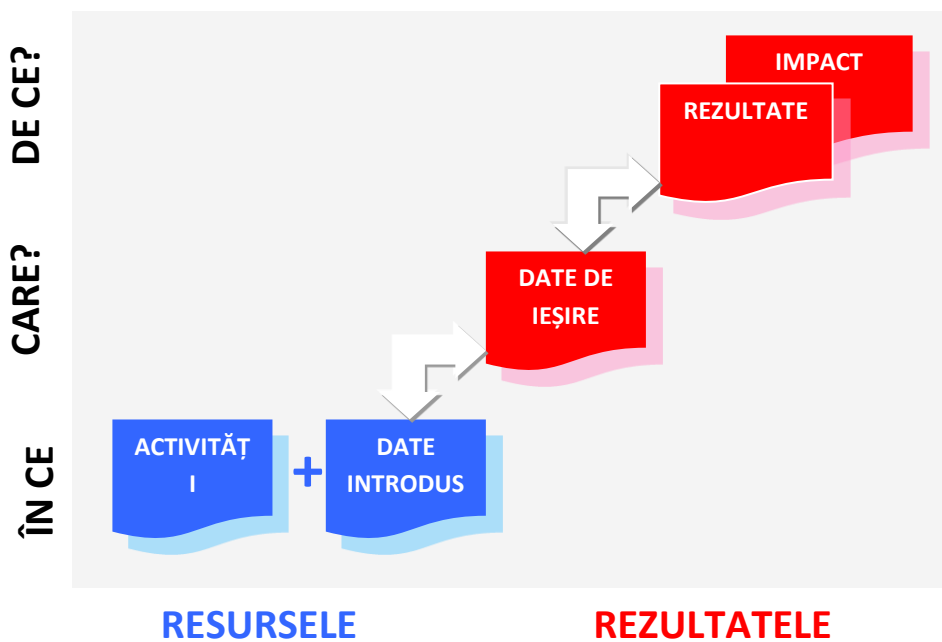 DE CE?
IMPACT
REZULTATE
CARE?
DATE DE
IEȘIRE
ÎN CE
ACTIVITĂȚ
I
+
DATE
INTRODUS
RESURSELE
REZULTATELE